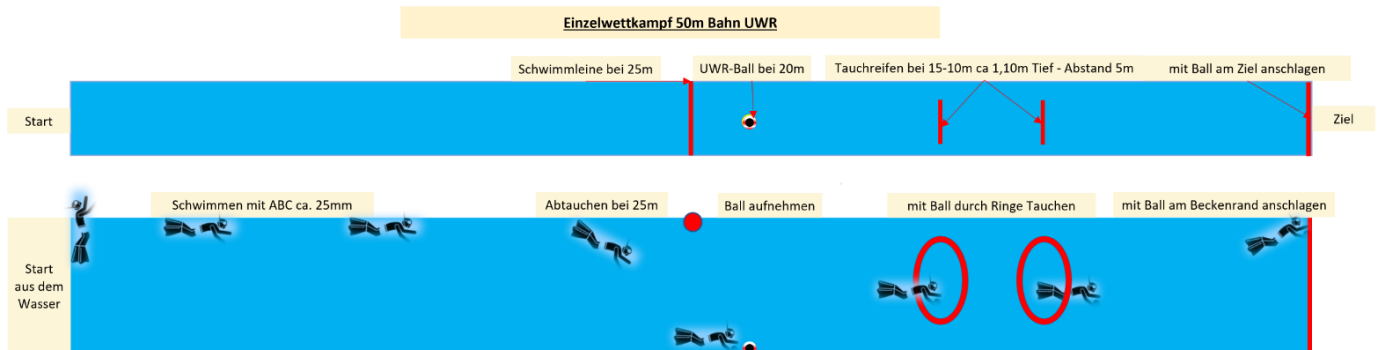 Einzelwettkampf 50m Bahn UWR
Schwimmleine bei 25m
UWR-Ball bei 20m
Tauchreifen bei 15-10m ca 1,10m Tief - Abstand 5m
mit Ball am Ziel anschlagen
Start
Ziel
Schwimmen mit ABC ca. 25mm
Abtauchen bei 25m
Ball aufnehmen
mit Ball durch Ringe Tauchen
mit Ball am Beckenrand anschlagen
Start
aus dem
Wasser